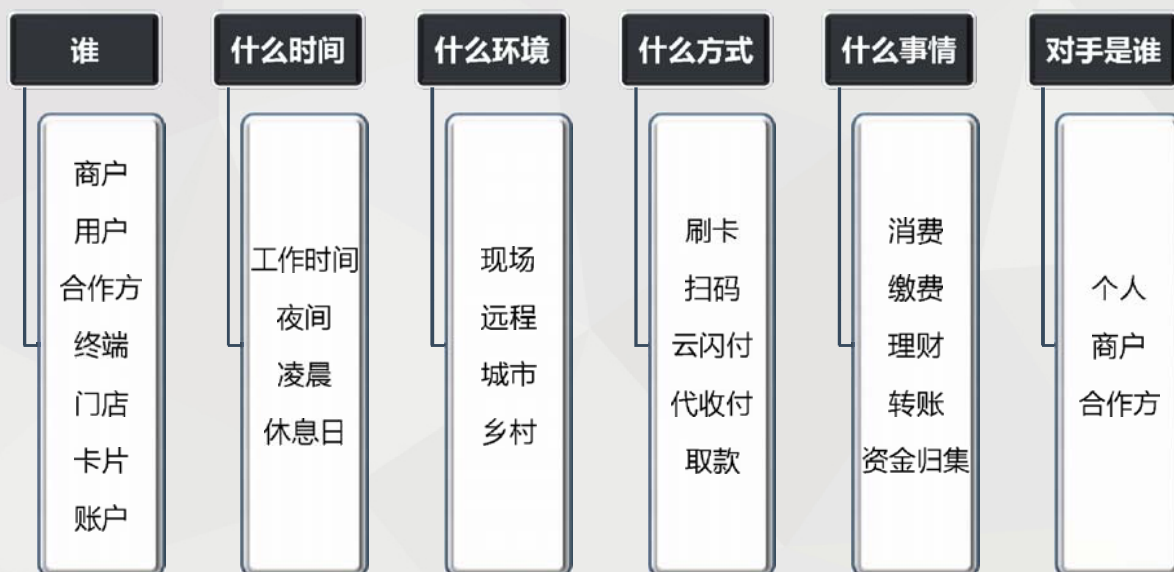 谁
商户
用户
合作方
终端
门店
卡片
账户
什么时间
工作时间
夜间
凌晨
休息日
什么环境
现场
远程
城市
乡村
什么方式
刷卡
扫码
云闪付
代收付
取款
什么事情
消费
缴费
理财
转账
资金归集
对手是谁
个人
商户
合作方